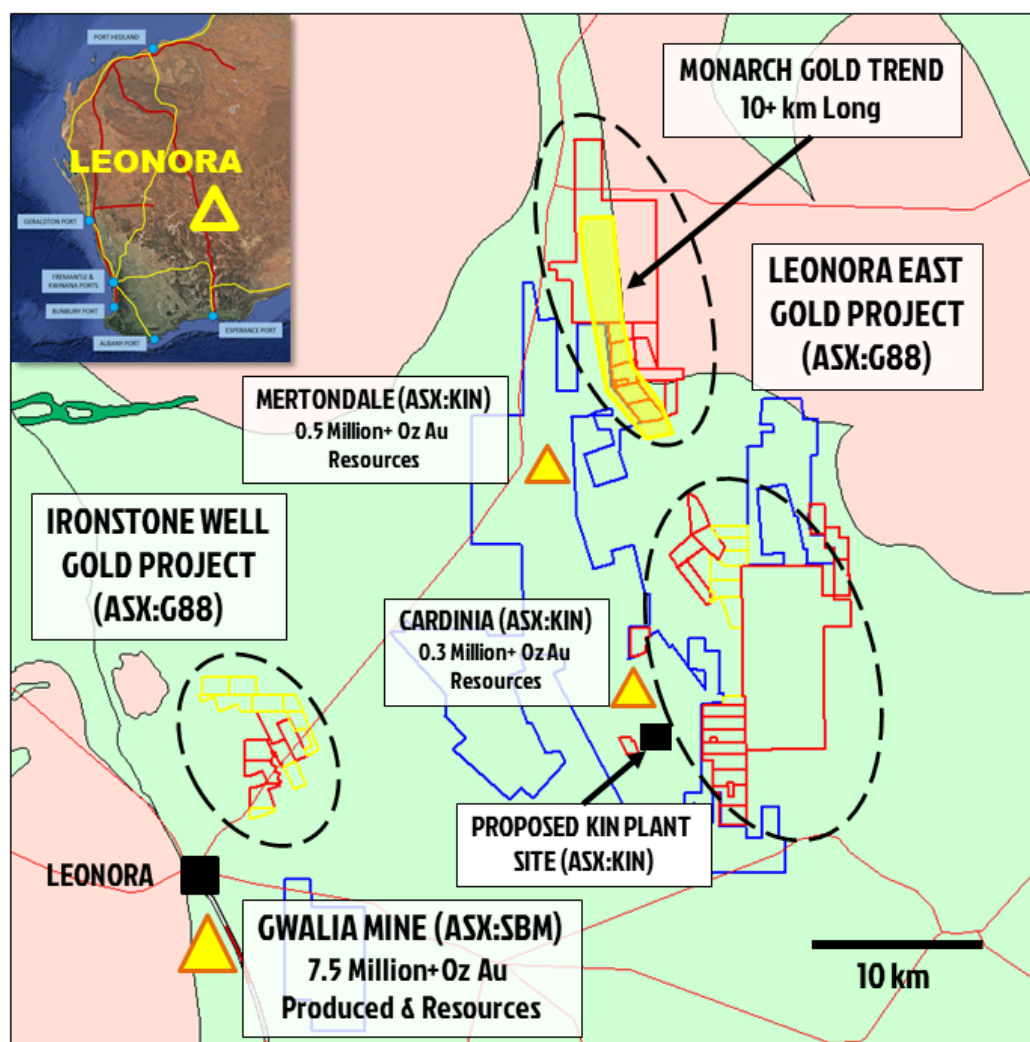 PORT HEDLAND
LEONORA
GERALDTON PORT
FREMANTLE &
KWINANA PORTS
BUNBURY PORT
ALBANY PORT
ESPERANCE PORT
MONARCH GOLD TREND
10+ km Long
LEONORA EAST
GOLD PROJECT
(ASX:G88)
MERTONDALE (ASX:KIN)
0.5 Million+ Oz Au
Resources
IRONSTONE WELL
GOLD PROJECT
(ASX:G88)
CARDINIA (ASX:KIN)
0.3 Million+ Oz Au
Resources
PROPOSED KIN PLANT
SITE (ASX:KIN)
LEONORA
GWALIA MINE (ASX:SBM)
7.5 Million+ Oz Au
Produced & Resources
10 km